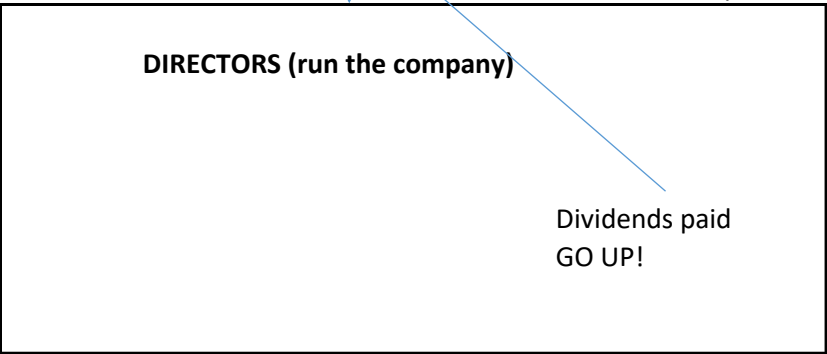 DIRECTORS (run the company)
Dividends paid
GO UP!